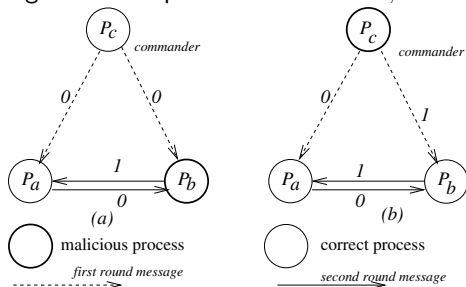 P_c P_c
commander commander
0 0 0 1
1 1
P_a P_b P_a P_b
0 0
(a) (b)
malicious process correct process
first round message second round message